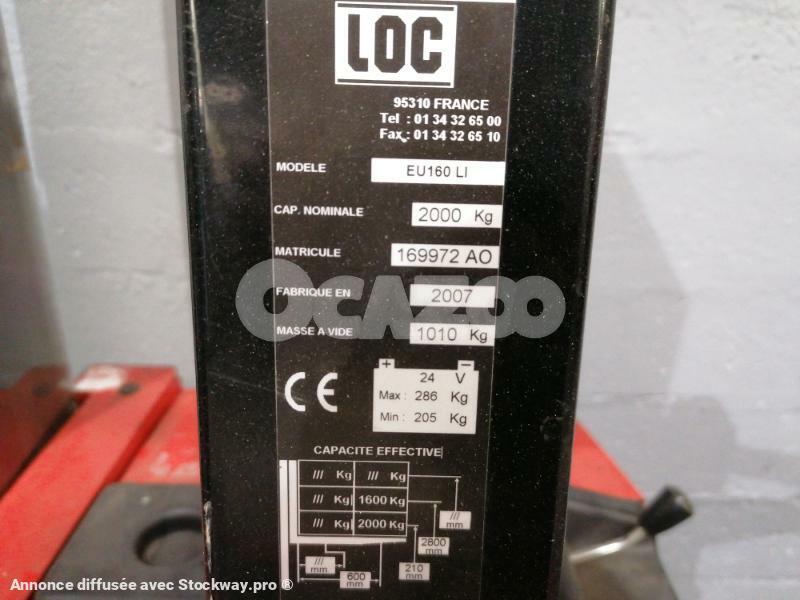 LOC
95310 FRANCE
Tel : 01 34 32 65 00
Fax : 01 34 32 65 10
MODELE EU160 LI
CAP. NOMINALE 2000 Kg
MATRICULE 169972 AO
FABRIQUE EN 2007
OCAZOO
MASSE A VIDE 1010 Kg
CE
+ −
24 V
Max : 286 Kg
Min : 205 Kg
CAPACITE EFFECTIVE
/// Kg /// Kg
/// Kg 1600 Kg
/// mm
/// Kg 2000 Kg
2800 mm
/// mm
210 mm
600 mm
Annonce diffusée avec Stockway.pro ®